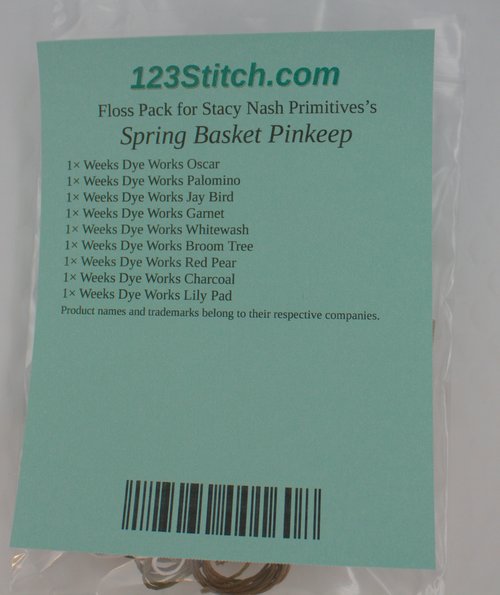 123Stitch.com
Floss Pack for Stacy Nash Primitives's
Spring Basket Pinkeep
1× Weeks Dye Works Oscar
1× Weeks Dye Works Palomino
1× Weeks Dye Works Jay Bird
1× Weeks Dye Works Garnet
1× Weeks Dye Works Whitewash
1× Weeks Dye Works Broom Tree
1× Weeks Dye Works Red Pear
1× Weeks Dye Works Charcoal
1× Weeks Dye Works Lily Pad
Product names and trademarks belong to their respective companies.